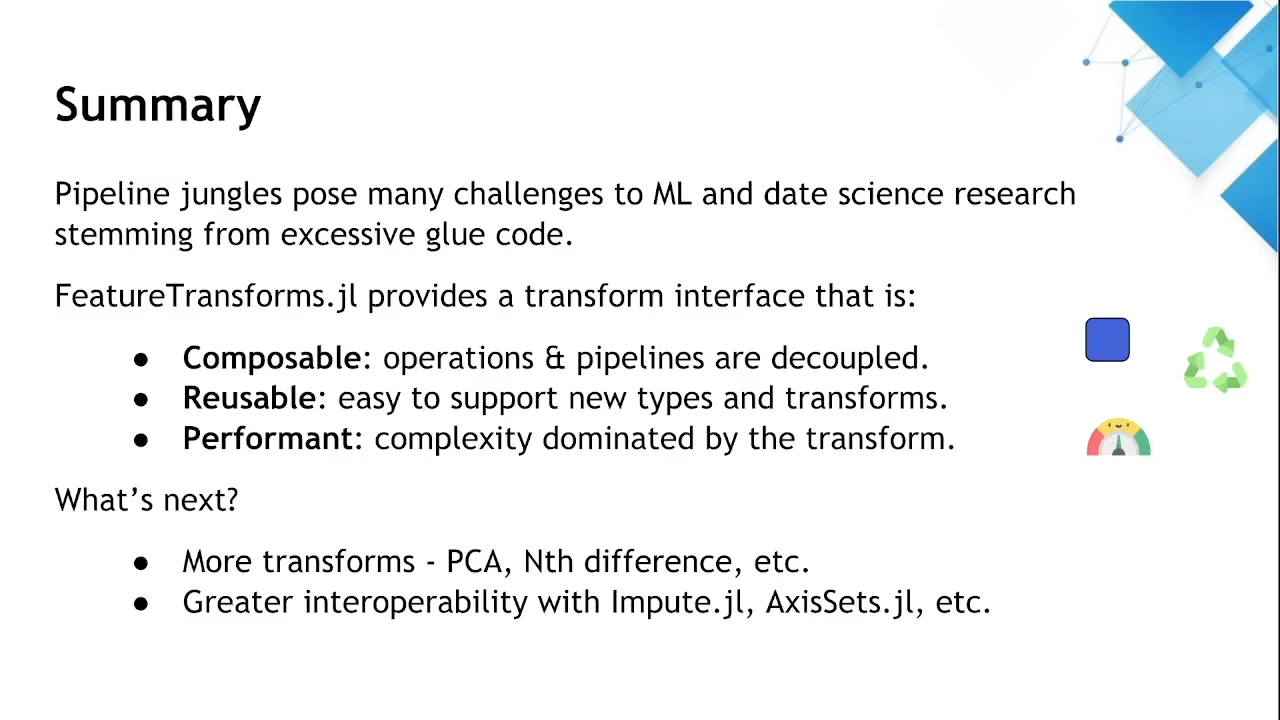 Summary
Pipeline jungles pose many challenges to ML and date science research
stemming from excessive glue code.
FeatureTransforms.jl provides a transform interface that is:
● Composable: operations & pipelines are decoupled.
● Reusable: easy to support new types and transforms.
● Performant: complexity dominated by the transform.
What’s next?
● More transforms - PCA, Nth difference, etc.
● Greater interoperability with Impute.jl, AxisSets.jl, etc.